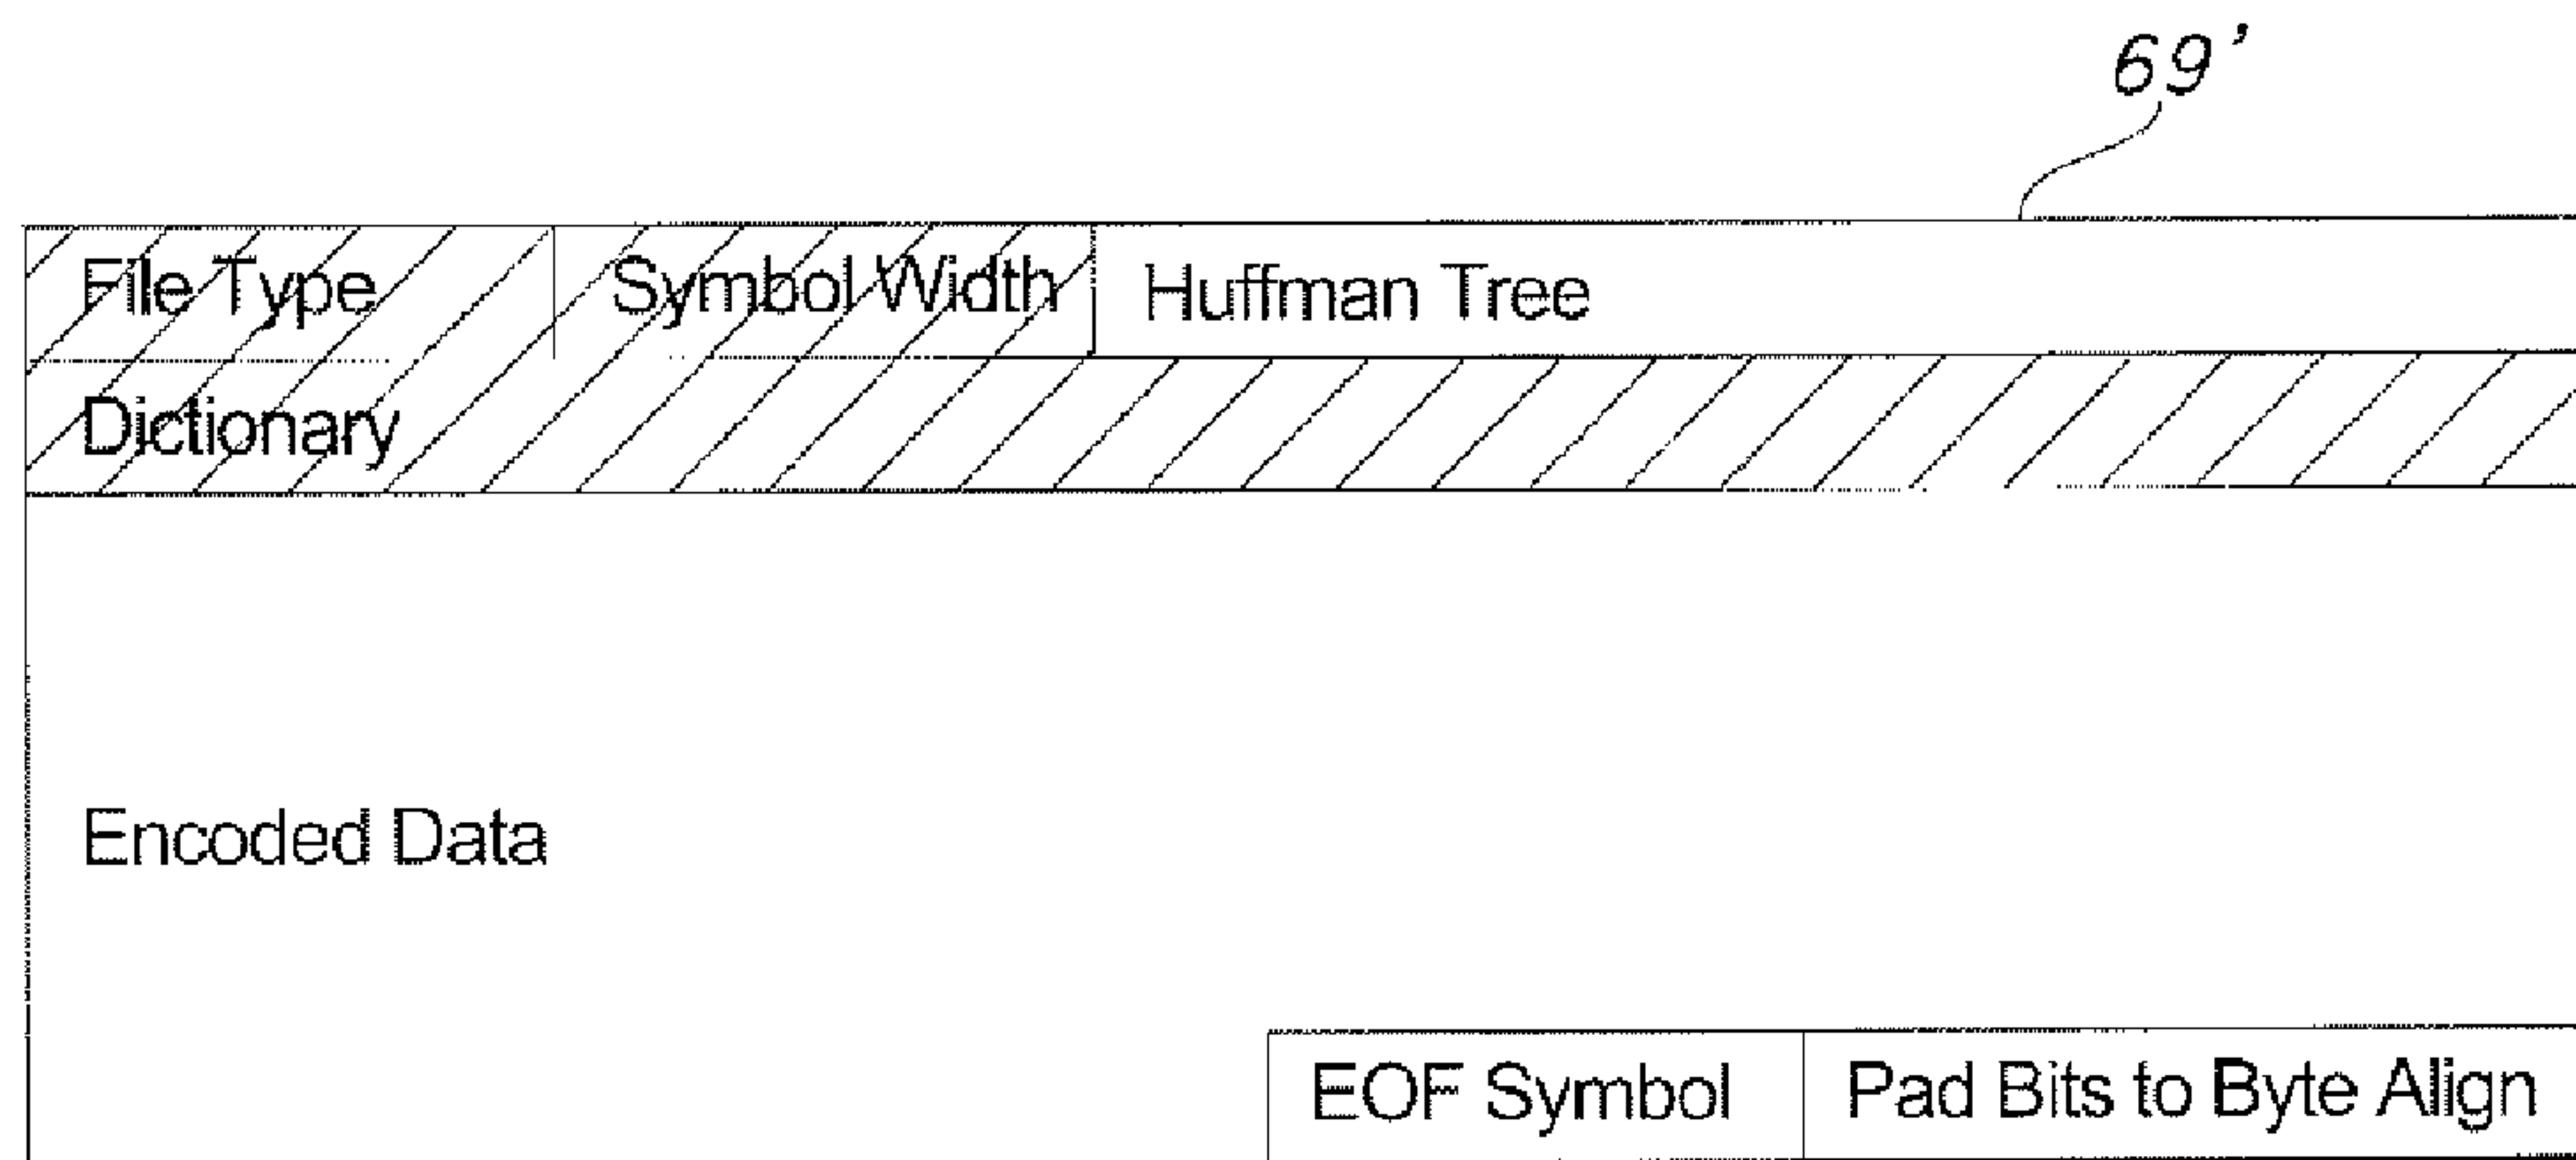 69'
File Type Symbol Width Huffman Tree
Dictionary
Encoded Data
EOF Symbol Pad Bits to Byte Align